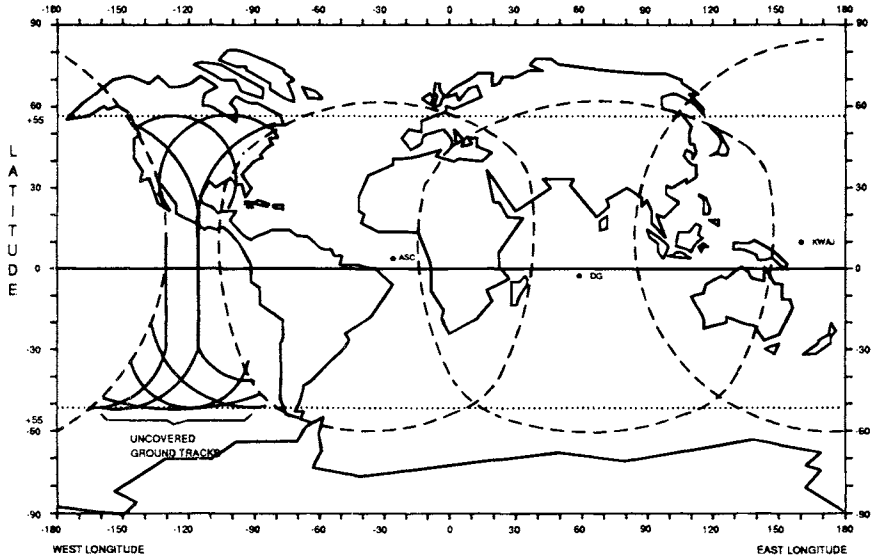 -180 -150 -120 -90 -60 -30 0 30 60 90 120 150 180
90 90
60 60
+55
30 30
KWAJ
ASC
0 0
DG
-30 -30
+55
-60 -60
UNCOVERED
GROUND TRACKS
-90 -90
LATITUDE
-180 -150 -120 -90 -60 -30 0 30 60 90 120 150 180
WEST LONGITUDE EAST LONGITUDE